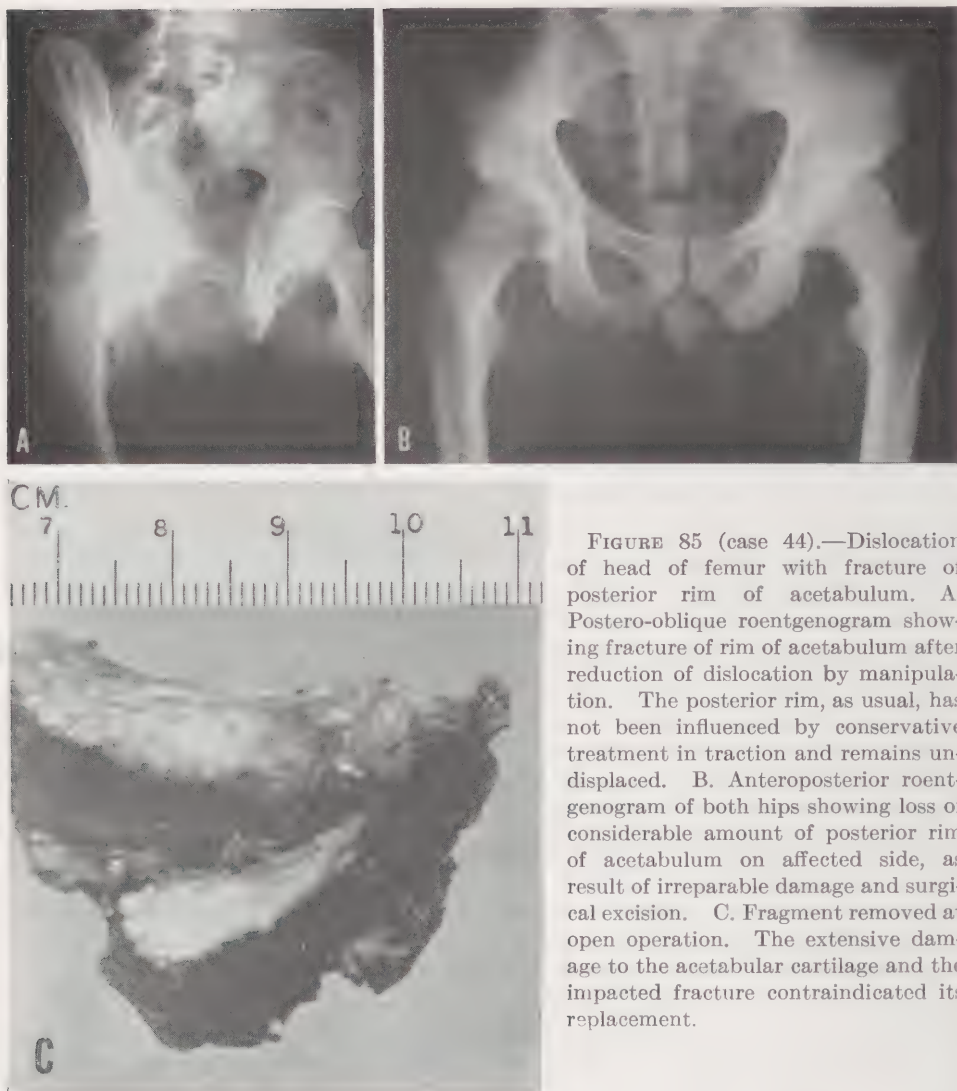 A
B
CM.
7 8 9 10 11
C
FIGURE 85 (case 44).—Dislocation
of head of femur with fracture of
posterior rim of acetabulum. A.
Postero-oblique roentgenogram show-
ing fracture of rim of acetabulum after
reduction of dislocation by manipula-
tion. The posterior rim, as usual, has
not been influenced by conservative
treatment in traction and remains un-
displaced. B. Anteroposterior roent-
genogram of both hips showing loss of
considerable amount of posterior rim
of acetabulum on affected side, as
result of irreparable damage and surgi-
cal excision. C. Fragment removed at
open operation. The extensive dam-
age to the acetabular cartilage and the
impacted fracture contraindicated its
replacement.